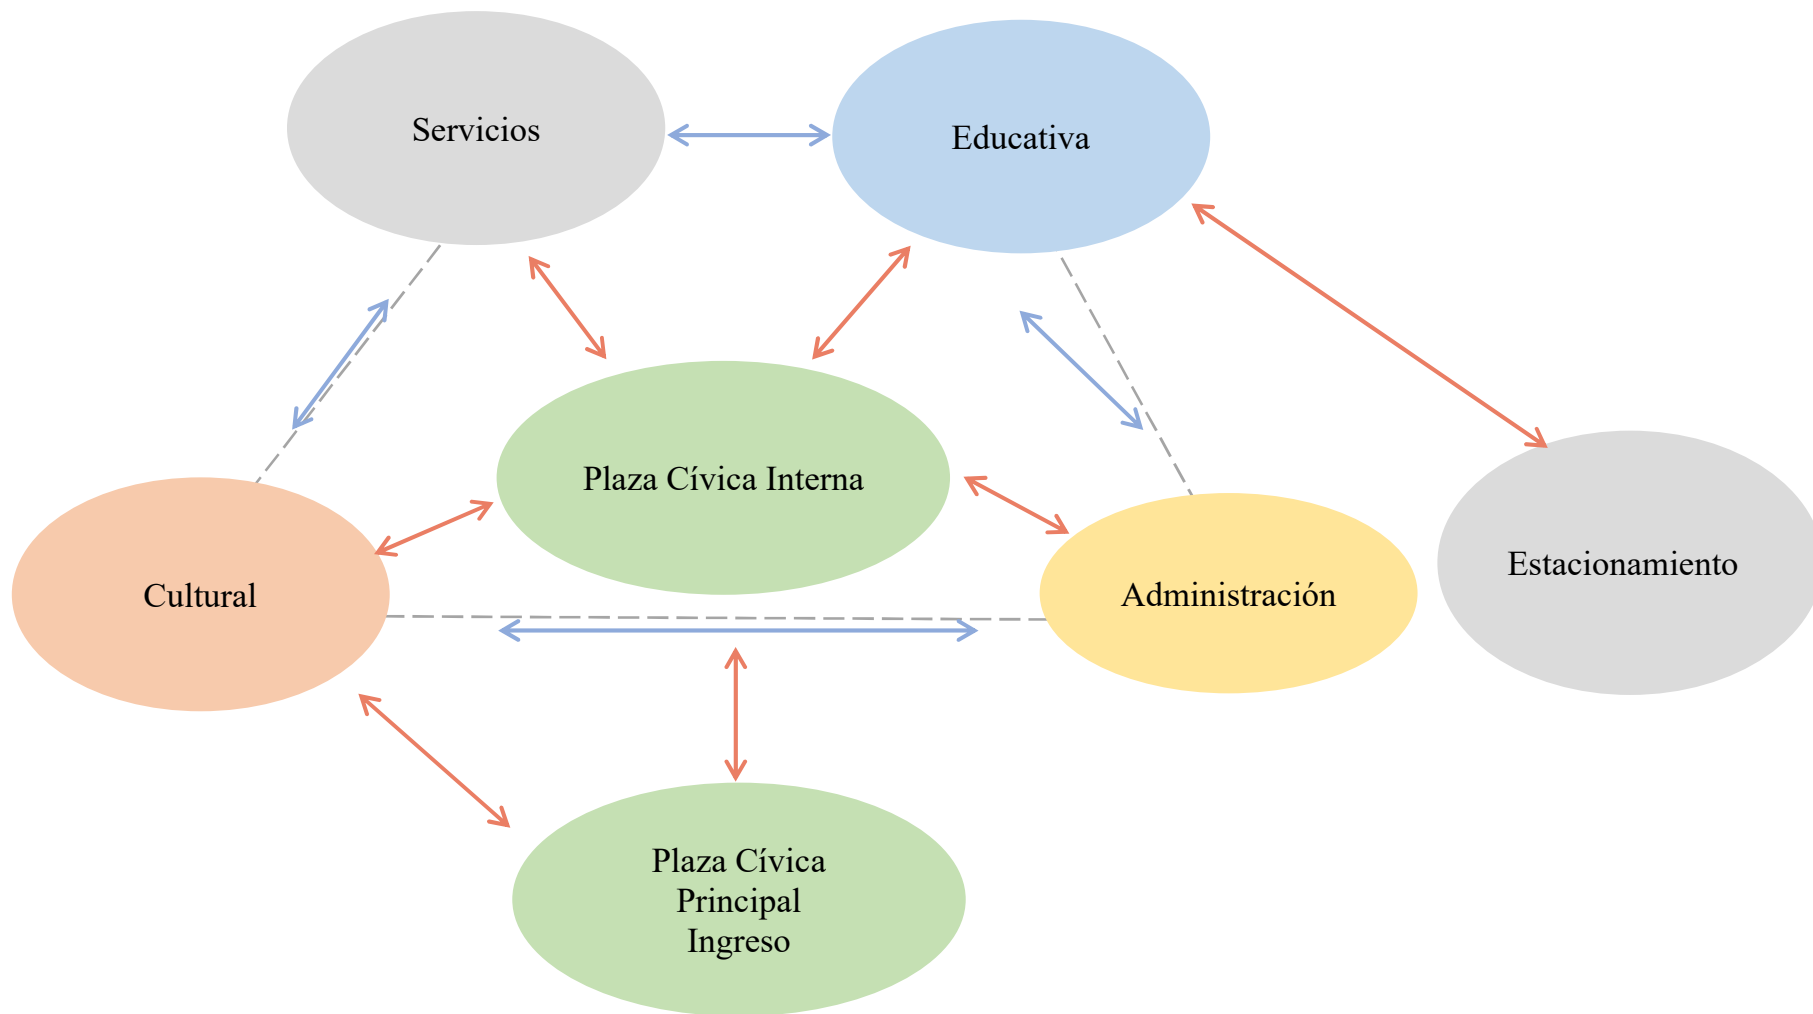 Servicios
Educativa
Plaza Cívica Interna
Estacionamiento
Cultural
Administración
Plaza Cívica
Principal
Ingreso